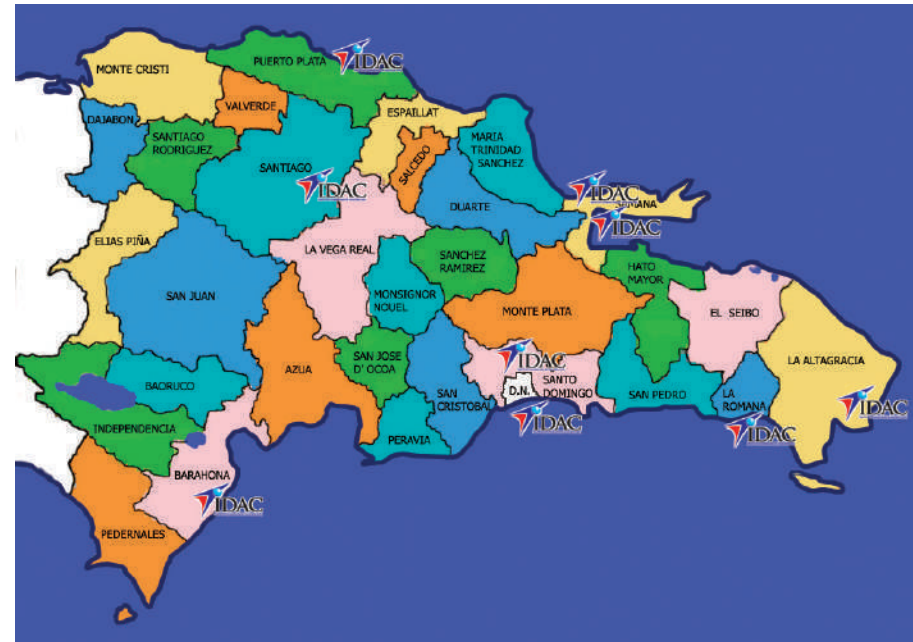 MONTE CRISTI
PUERTO PLATA
IDAC
DAJABON
VALVERDE
ESPAILLAT
SANTIAGO
RODRIGUEZ
MARIA
TRINIDAD
SANCHEZ
SANTIAGO
SALCEDO
IDAC
IDAC
DUARTE
IDAC
ELIAS PIÑA
LA VEGA REAL
SANCHEZ
RAMIREZ
HATO
MAYOR
SAN JUAN
MONSIGNOR
NOUEL
MONTE PLATA
EL SEIBO
IDAC
LA ALTAGRACIA
AZUA
SAN JOSE
D' OCOA
BAORUCO
D.N.
SANTO
DOMINGO
SAN
CRISTOBAL
SAN PEDRO
LA
ROMANA
IDAC
INDEPENDENCIA
PERAVIA
IDAC
IDAC
BARAHONA
IDAC
PEDERNALES